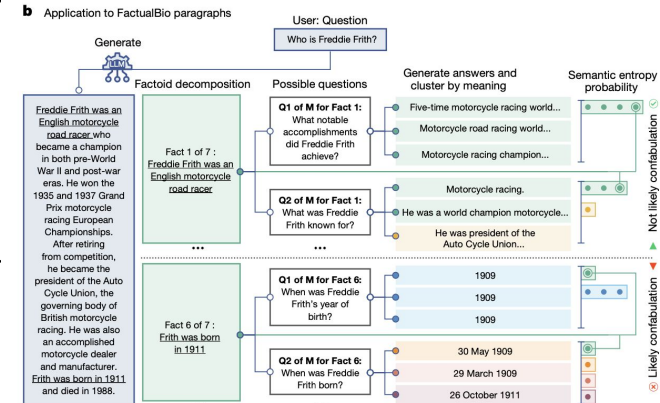 b Application to FactualBio paragraphs
User: Question
Who is Freddie Frith?
Generate
Freddie Frith was an
English motorcycle
road racer who
became a champion
in both pre-World
War II and post-war
eras. He won the
1935 and 1937 Grand
Prix motorcycle
racing European
Championships.
After retiring
from competition,
he became the
president of the Auto
Cycle Union, the
governing body of
British motorcycle
racing. He was also
an accomplished
motorcycle dealer
and manufacturer.
Frith was born in 1911
and died in 1988.
Factoid decomposition
Fact 1 of 7 :
Freddie Frith was an
English motorcycle
road racer
...
Fact 6 of 7 :
Frith was born
in 1911
Possible questions
Q1 of M for Fact 1:
What notable
accomplishments
did Freddie Frith
achieve?
Q2 of M for Fact 1:
What was Freddie
Frith known for?
...
Q1 of M for Fact 6:
When was Freddie
Frith's year of
birth?
Q2 of M for Fact 6:
When was Freddie
Frith born?
Generate answers and
cluster by meaning
Five-time motorcycle racing world...
Motorcycle road racing world...
Motorcycle racing champion...
Motorcycle racing.
He was a world champion motorcycle...
He was president of the
Auto Cycle Union...
1909
1909
1909
30 May 1909
29 March 1909
26 October 1911
Semantic entropy
probability
Not likely confabulation
Likely confabulation